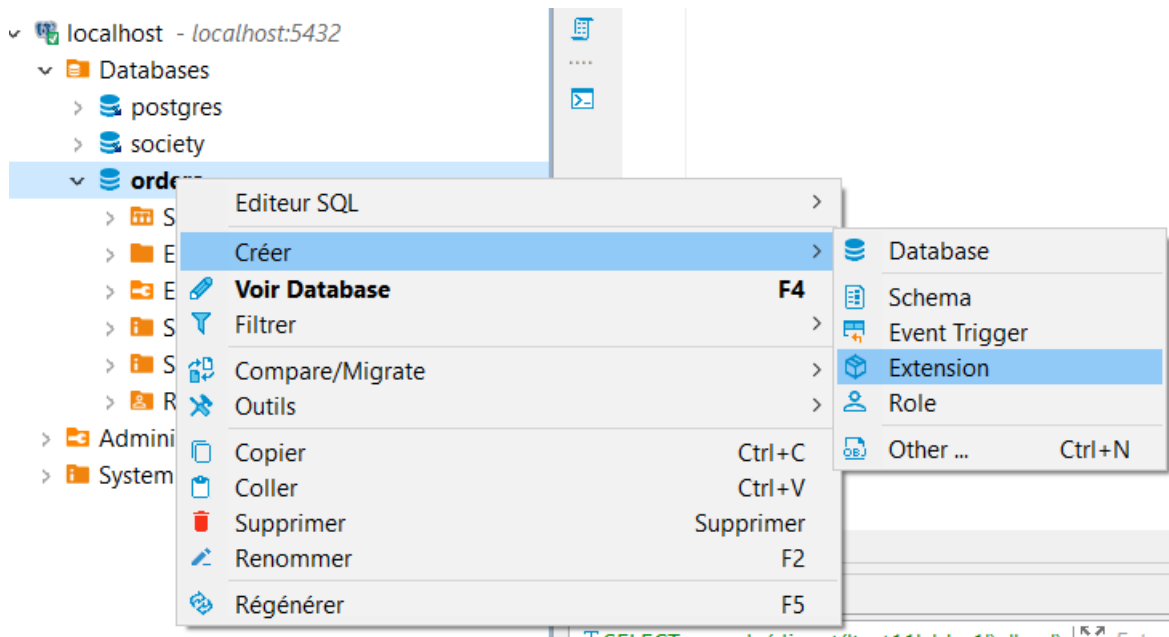 localhost - localhost:5432
Databases
postgres
society
Editeur SQL
Créer
Voir Database F4
Filtrer
Compare/Migrate
Outils
Copier Ctrl+C
Coller Ctrl+V
Supprimer Supprimer
Renommer F2
Régénérer F5
Database
Schema
Event Trigger
Extension
Role
Other ... Ctrl+N
S
E
E
S
S
R
Admini
System